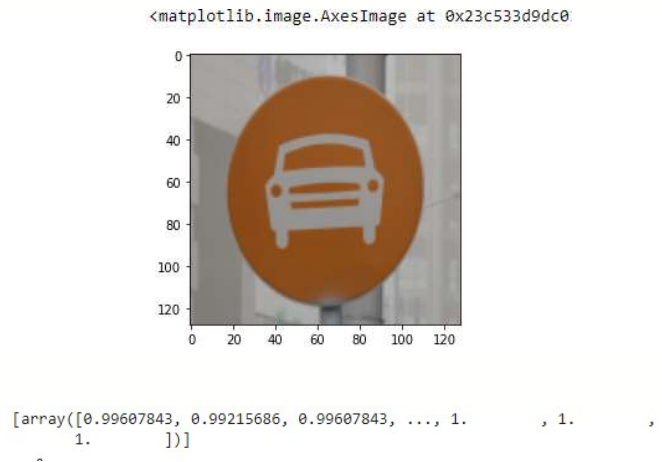 <matplotlib.image.AxesImage at 0x23c533d9dc0
0
20
40
60
80
100
120
0 20 40 60 80 100 120
[array([0.99607843, 0.99215686, 0.99607843, ..., 1. , 1. ,
1. ])]